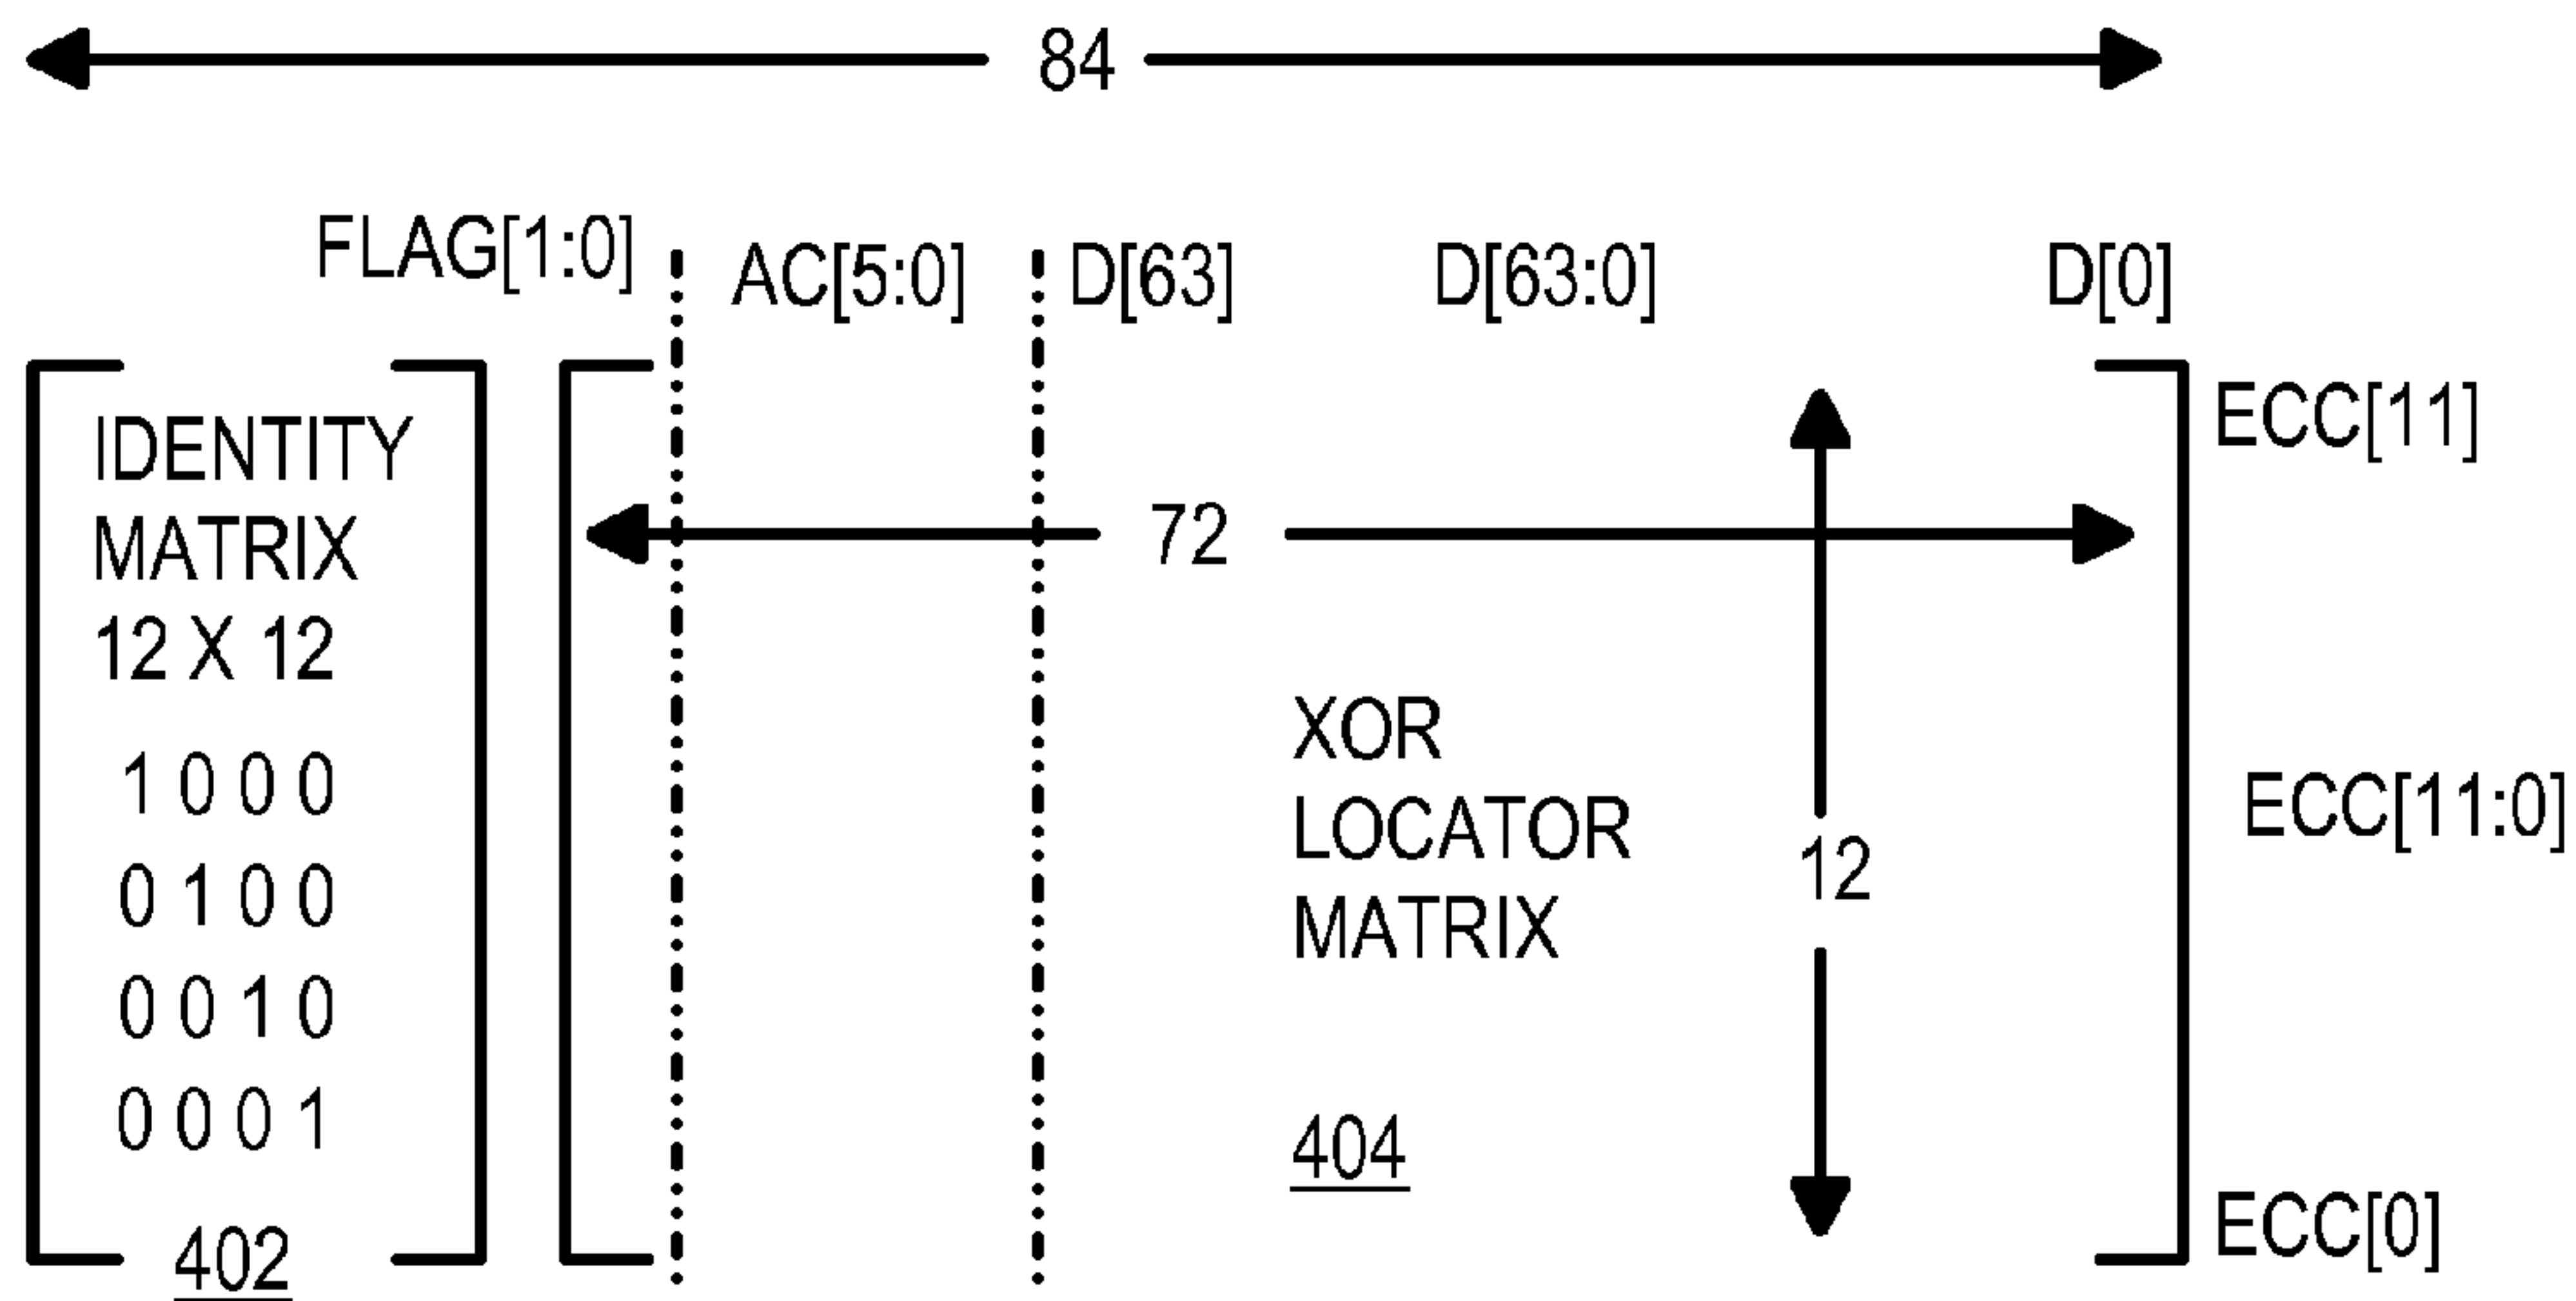 84
FLAG[1:0] AC[5:0] D[63] D[63:0] D[0]
IDENTITY
MATRIX
12 X 12
1 0 0 0
0 1 0 0
0 0 1 0
0 0 0 1
402
72
XOR
LOCATOR
MATRIX
404
12
ECC[11]
ECC[11:0]
ECC[0]